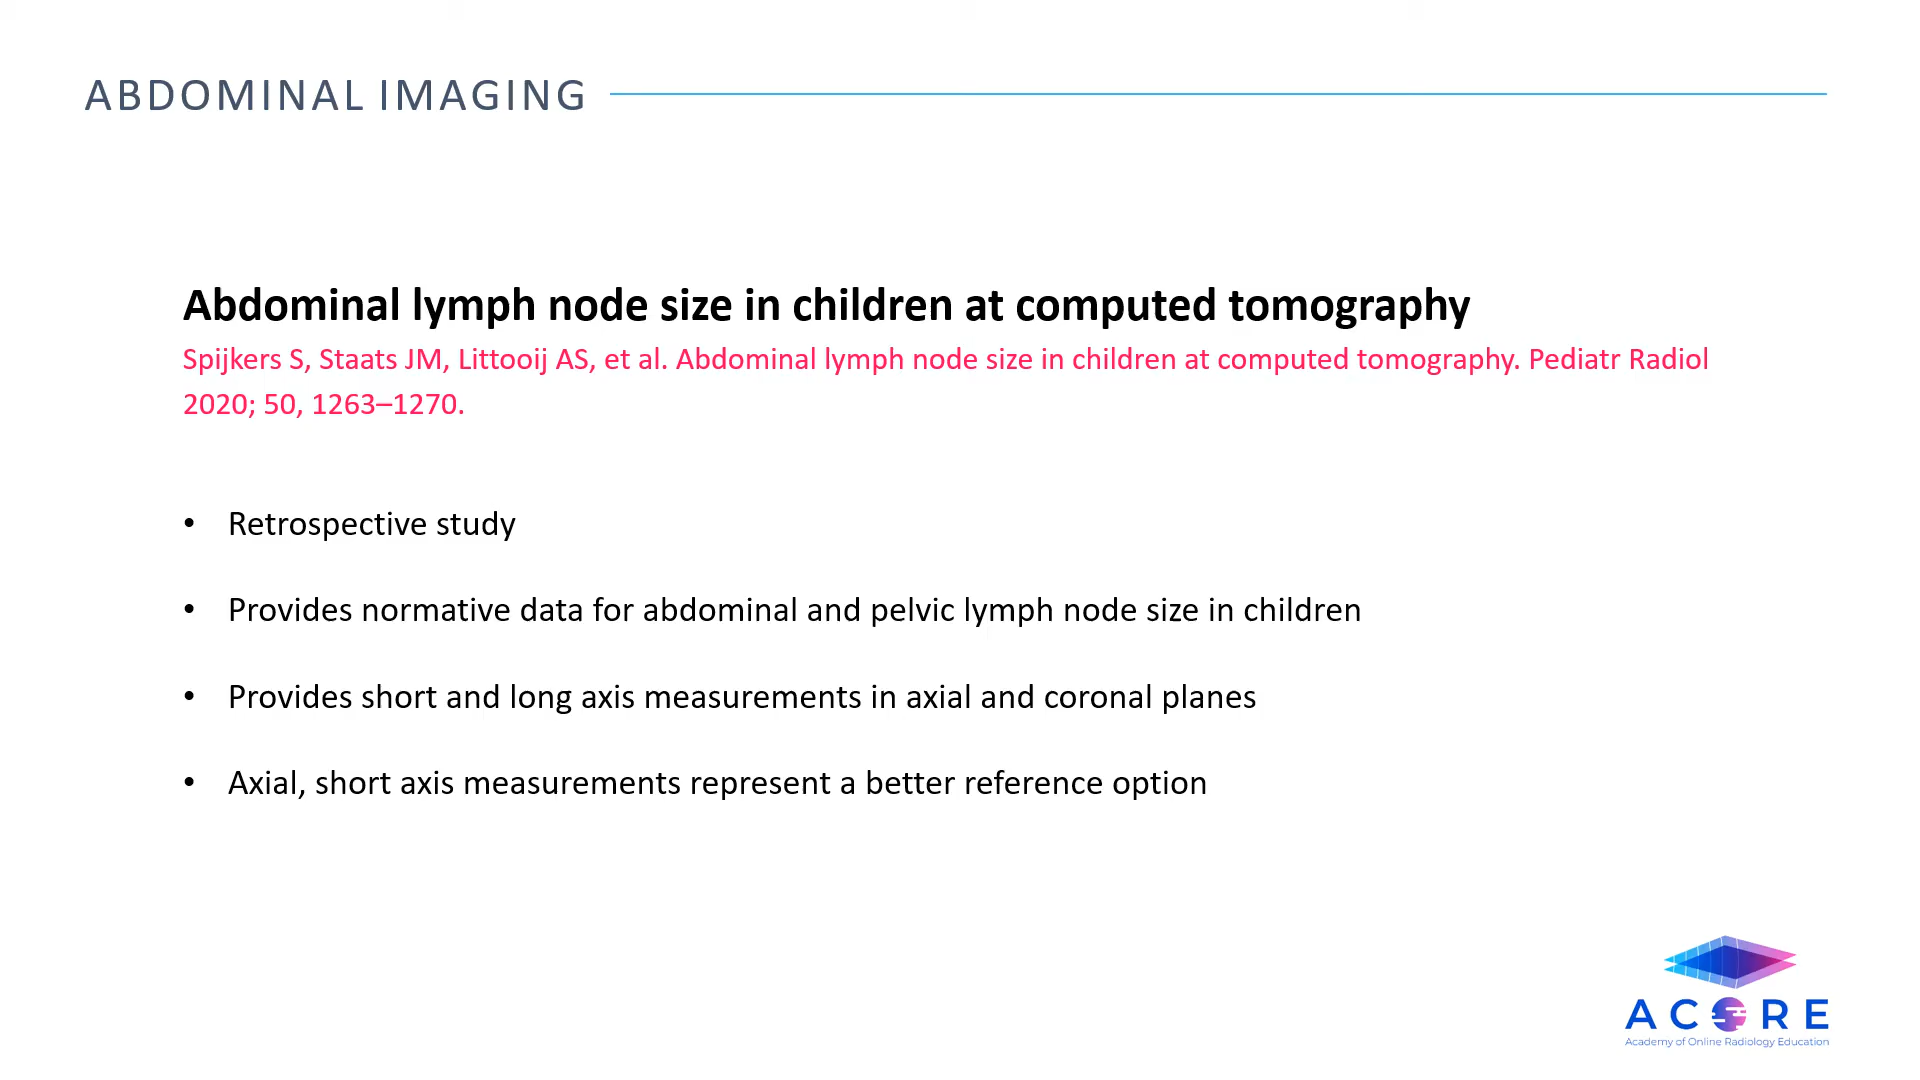 ABDOMINAL IMAGING
Abdominal lymph node size in children at computed tomography
Spijkers S, Staats JM, Littooij AS, et al. Abdominal lymph node size in children at computed tomography. Pediatr Radiol
2020; 50, 1263–1270.
• Retrospective study
• Provides normative data for abdominal and pelvic lymph node size in children
• Provides short and long axis measurements in axial and coronal planes
• Axial, short axis measurements represent a better reference option
ACORE
Academy of Online Radiology Education